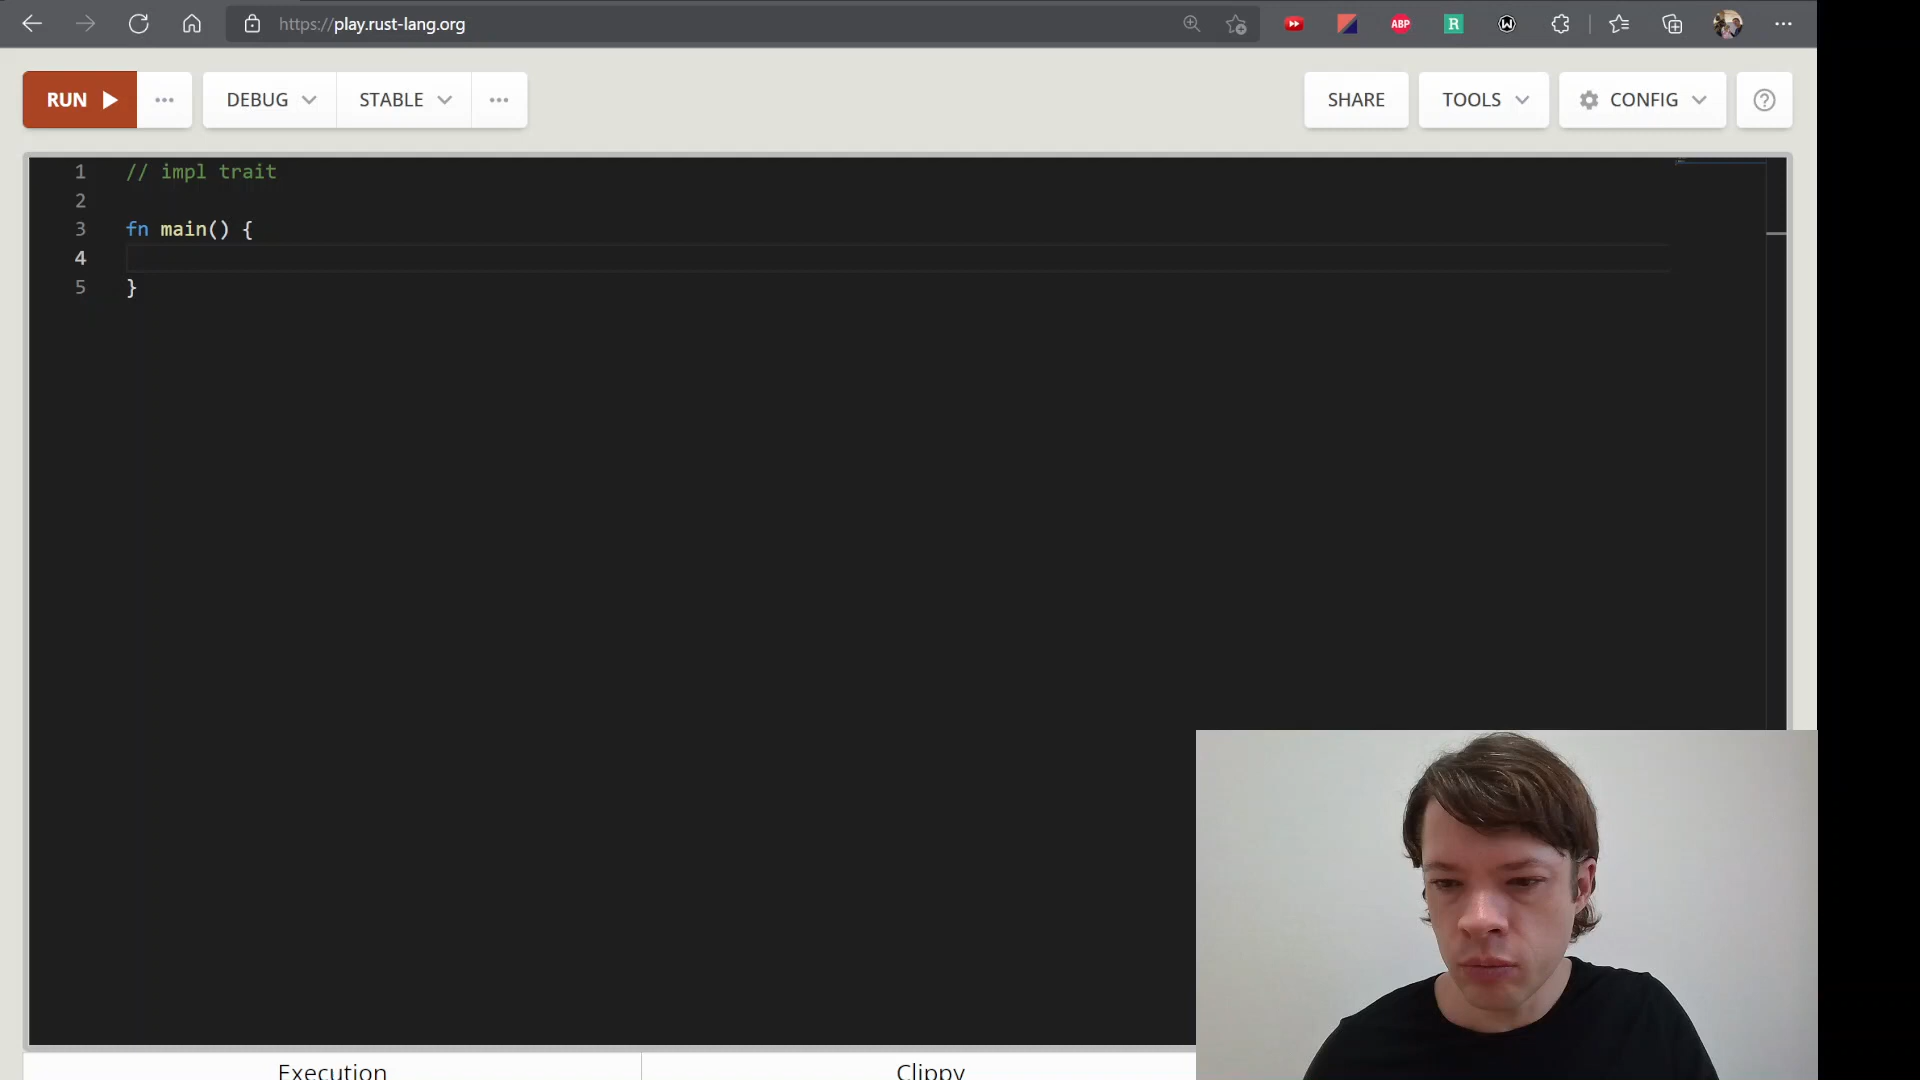 https://play.rust-lang.org
ABP
R
W
RUN
DEBUG
STABLE
SHARE
TOOLS
CONFIG
1 // impl trait
2
3 fn main() {
4
5 }
Execution
Clippy